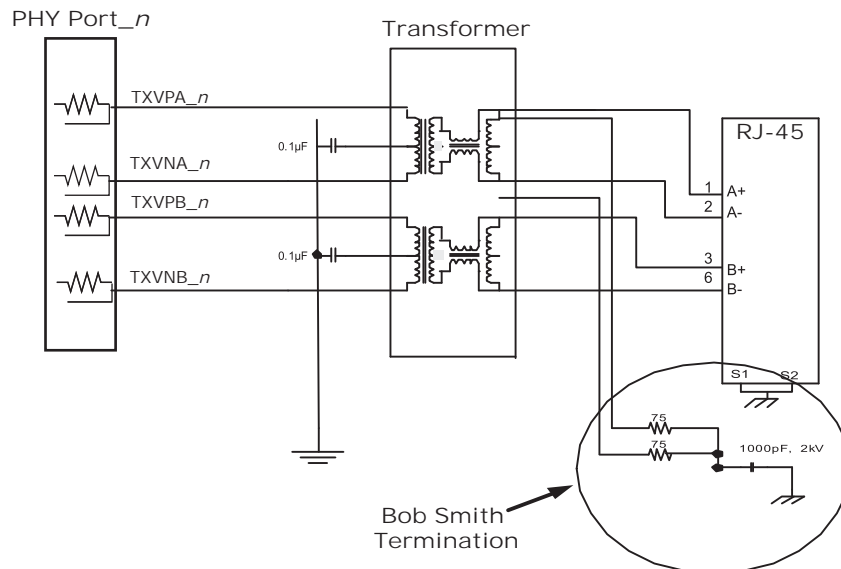 PHY Port_n
Transformer
TXVPA_n
0.1µF
TXVNA_n
TXVPB_n
0.1µF
TXVNB_n
RJ-45
1 A+
2 A-
3 B+
6 B-
S1 S2
75
75
1000pF, 2kV
Bob Smith
Termination